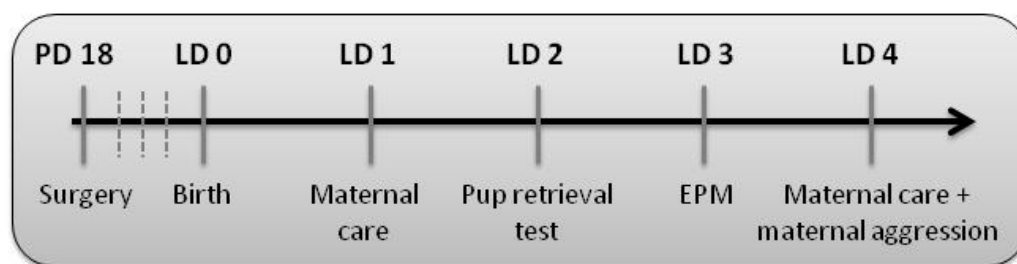 PD 18 LD 0 LD 1 LD 2 LD 3 LD 4
Surgery Birth Maternal Pup retrieval EPM Maternal care +
care test maternal aggression